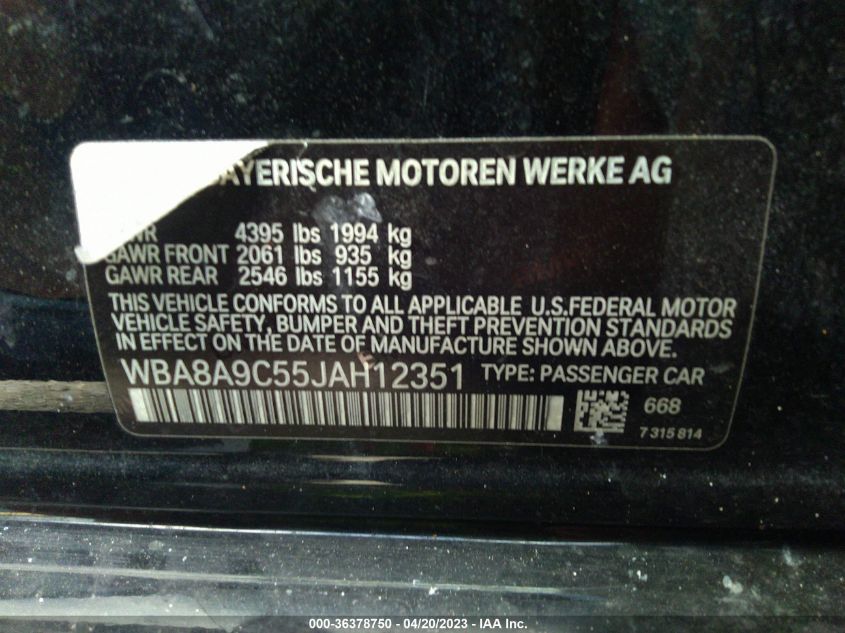 BAYERISCHE MOTOREN WERKE AG
4395 lbs 1994 kg
GAWR FRONT 2061 lbs 935 kg
GAWR REAR 2546 lbs 1155 kg
THIS VEHICLE CONFORMS TO ALL APPLICABLE U.S.FEDERAL MOTOR
VEHICLE SAFETY, BUMPER AND THEFT PREVENTION STANDARDS
IN EFFECT ON THE DATE OF MANUFACTURE SHOWN ABOVE.
WBA8A9C55JAH12351 TYPE: PASSENGER CAR
668
7 315 814
000-36378750 - 04/20/2023 - IAA Inc.